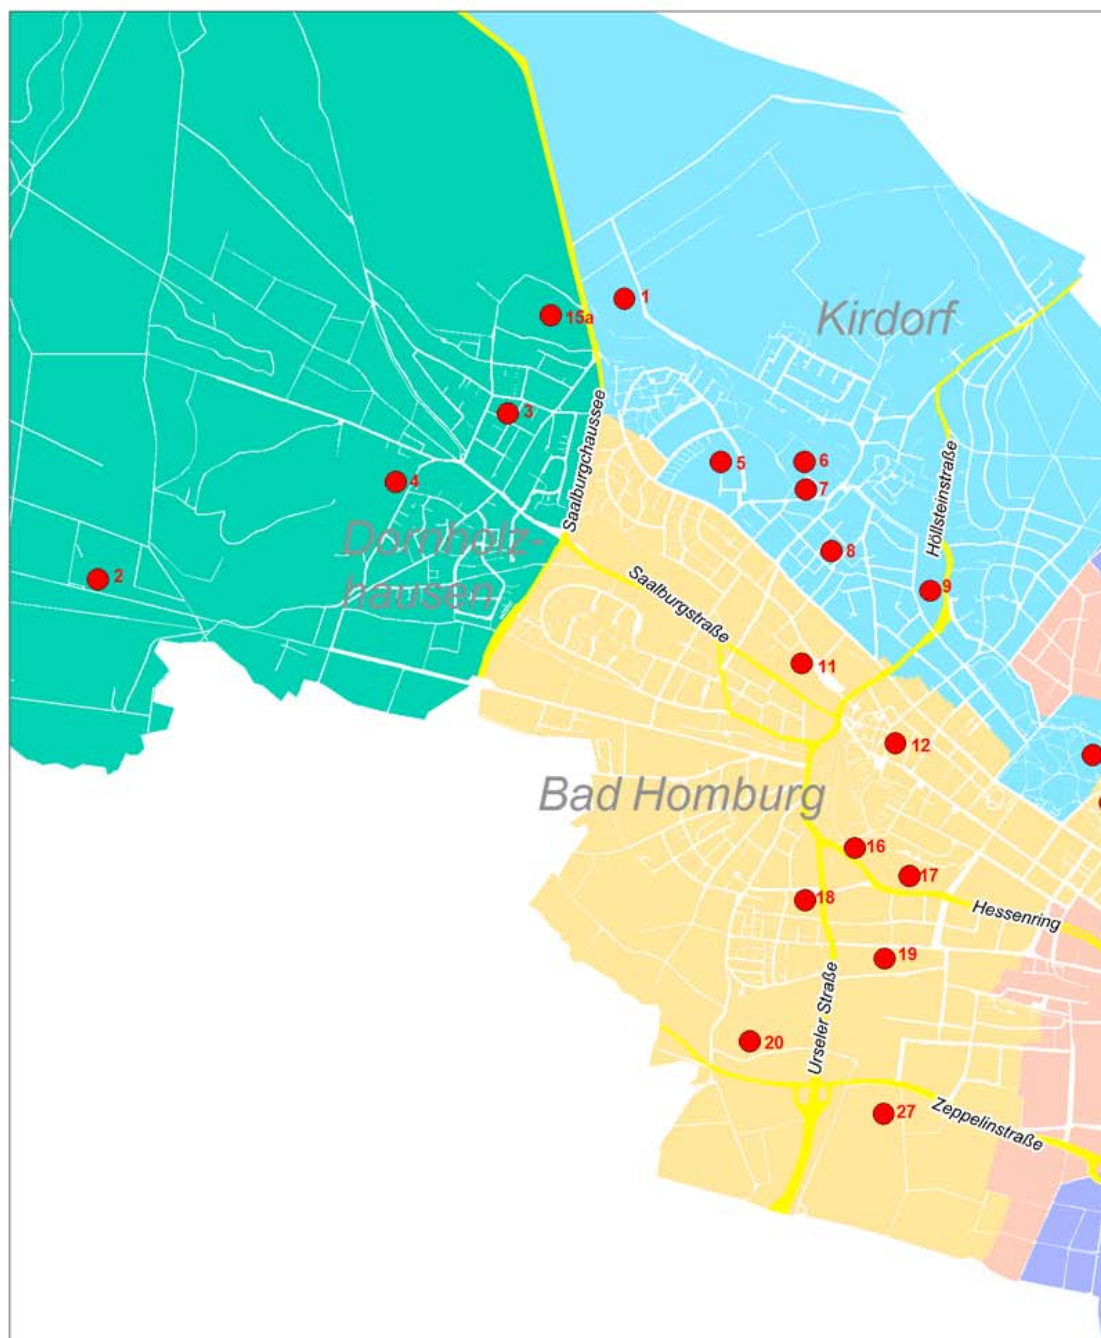 1
15a
Kirdorf
3
Saalburgchaussee
5
6
4
7
Höllsteinstraße
Dornholz-
hausen
8
2
9
Saalburgstraße
11
12
Bad Homburg
16
17
18
Hessenring
19
Urseler Straße
20
27
Zeppelinstraße